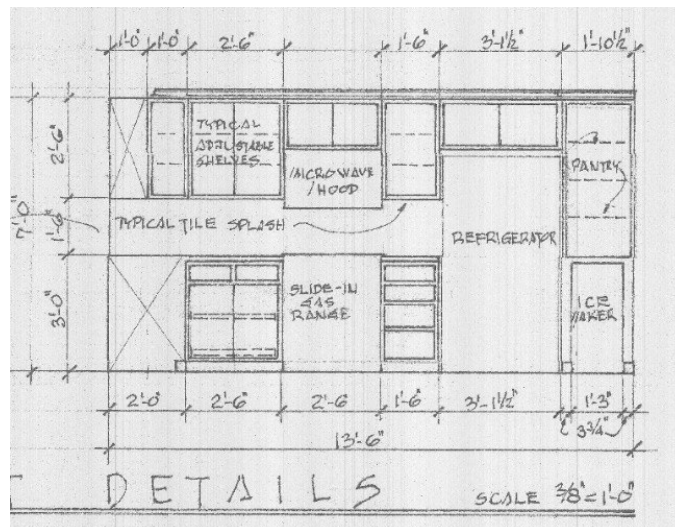 1'-0" 1'-0" 2'-6" 1'-6" 3'-1½" 1'-10½"
TYPICAL
ADJUSTABLE
SHELVES
MICROWAVE
/HOOD
PANTRY
2'-6"
7'-0"
1'-6"
TYPICAL TILE SPLASH
REFRIGERATOR
3'-0"
SLIDE-IN
GAS
RANGE
ICE
MAKER
2'-0" 2'-6" 2'-6" 1'-6" 3'-1½" 1'-3"
3¾"
13'-6"
DETAILS
SCALE 3/8"=1'-0"